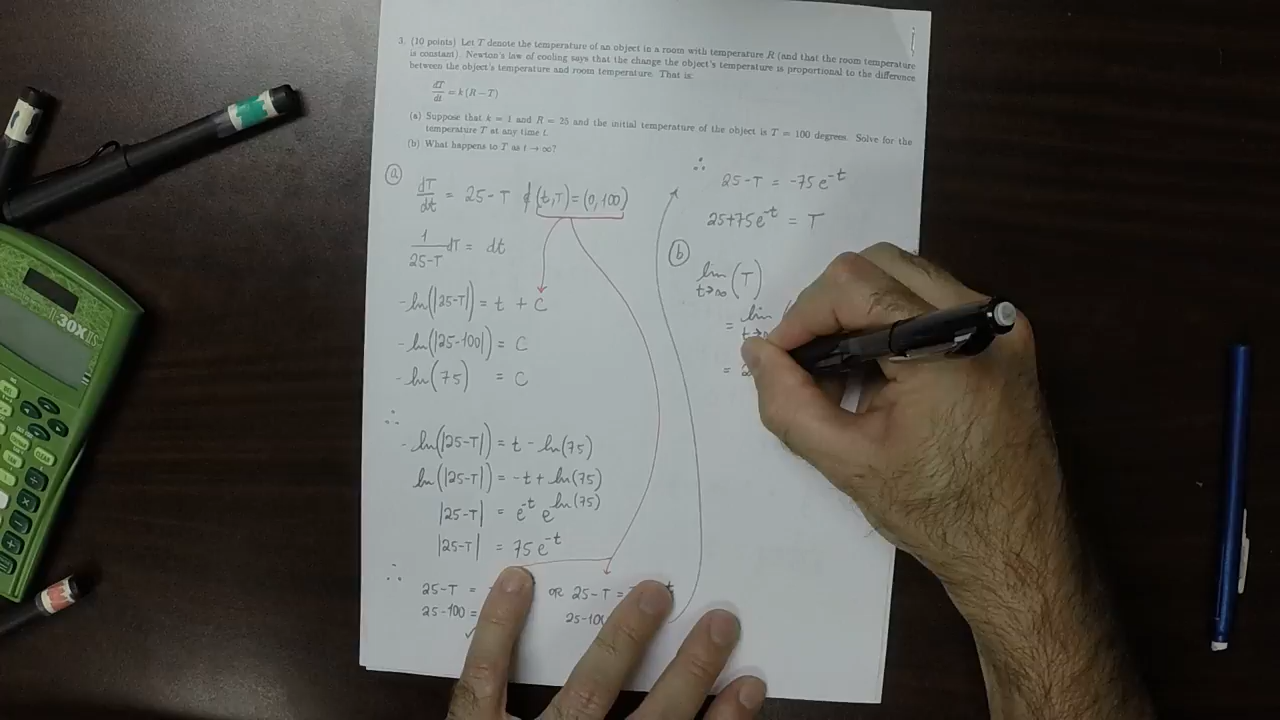 3. (10 points) Let T denote the temperature of an object in a room with temperature R (and that the room temperature
is constant). Newton's law of cooling says that the change the object's temperature is proportional to the difference
between the object's temperature and room temperature. That is:
dT/dt = k(R − T)
(a) Suppose that k = 1 and R = 25 and the initial temperature of the object is T = 100 degrees. Solve for the
temperature T at any time t.
(b) What happens to T as t → ∞?
ⓐ dT/dt = 25-T & (t,T)=(0,100)
1/(25-T) dT = dt
-ln(|25-T|) = t + C
-ln(|25-100|) = C
-ln(75) = C
∴
-ln(|25-T|) = t - ln(75)
ln(|25-T|) = -t + ln(75)
|25-T| = e^-t e^ln(75)
|25-T| = 75e^-t
∴
25-T = OR 25-T =
25-100 = 25-100
✓
∴
25-T = -75e^-t
25+75e^-t = T
ⓑ
lim t→∞ (T)
= lim t→∞ (
= 2
30X IIS
CLEAR